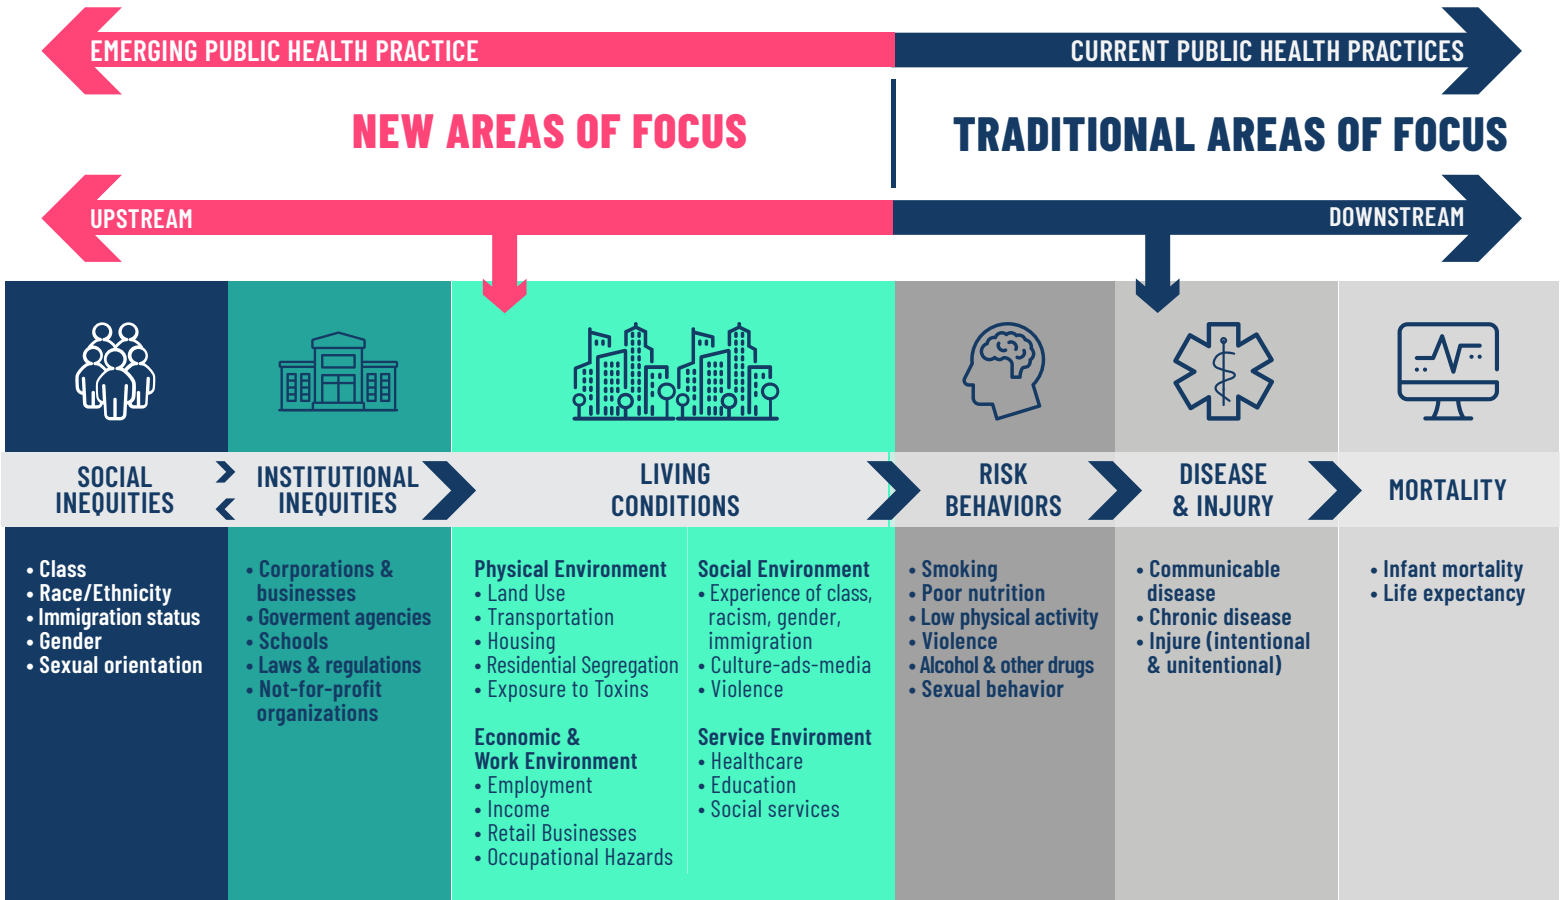 EMERGING PUBLIC HEALTH PRACTICE
CURRENT PUBLIC HEALTH PRACTICES
NEW AREAS OF FOCUS
TRADITIONAL AREAS OF FOCUS
UPSTREAM
DOWNSTREAM
SOCIAL
INEQUITIES
INSTITUTIONAL
INEQUITIES
LIVING
CONDITIONS
RISK
BEHAVIORS
DISEASE
& INJURY
MORTALITY
• Class
• Race/Ethnicity
• Immigration status
• Gender
• Sexual orientation
• Corporations &
businesses
• Goverment agencies
• Schools
• Laws & regulations
• Not-for-profit
organizations
Physical Environment
• Land Use
• Transportation
• Housing
• Residential Segregation
• Exposure to Toxins
Economic &
Work Environment
• Employment
• Income
• Retail Businesses
• Occupational Hazards
Social Environment
• Experience of class,
racism, gender,
immigration
• Culture-ads-media
• Violence
Service Enviroment
• Healthcare
• Education
• Social services
• Smoking
• Poor nutrition
• Low physical activity
• Violence
• Alcohol & other drugs
• Sexual behavior
• Communicable
disease
• Chronic disease
• Injure (intentional
& unitentional)
• Infant mortality
• Life expectancy